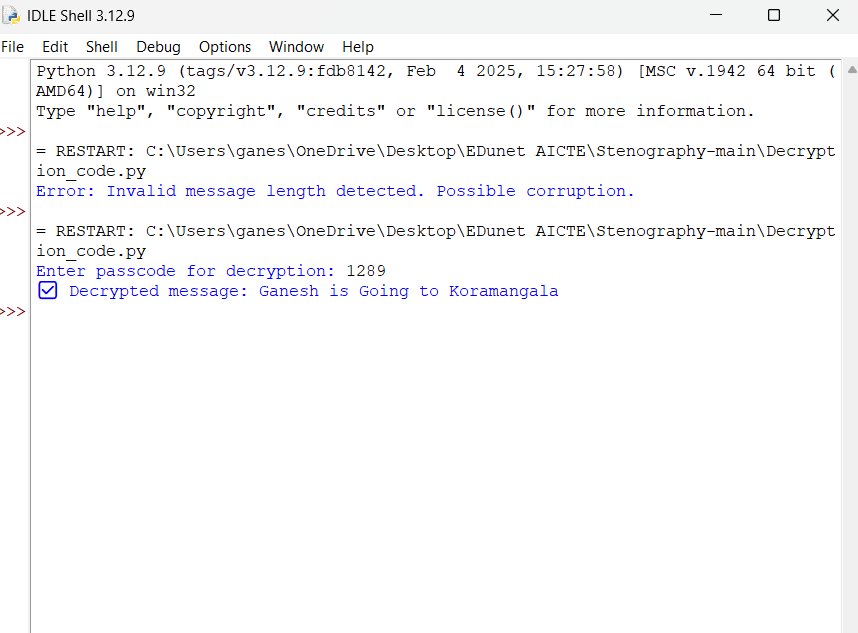 IDLE Shell 3.12.9
File Edit Shell Debug Options Window Help
Python 3.12.9 (tags/v3.12.9:fdb8142, Feb  4 2025, 15:27:58) [MSC v.1942 64 bit (
AMD64)] on win32
Type "help", "copyright", "credits" or "license()" for more information.
>>>
= RESTART: C:\Users\ganes\OneDrive\Desktop\EDunet AICTE\Stenography-main\Decrypt
ion_code.py
Error: Invalid message length detected. Possible corruption.
>>>
= RESTART: C:\Users\ganes\OneDrive\Desktop\EDunet AICTE\Stenography-main\Decrypt
ion_code.py
Enter passcode for decryption: 1289
☑ Decrypted message: Ganesh is Going to Koramangala
>>>